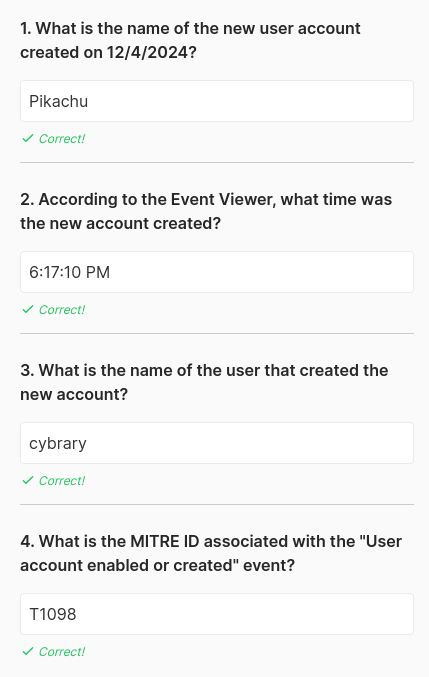 1. What is the name of the new user account
created on 12/4/2024?
Pikachu
✓ Correct!
2. According to the Event Viewer, what time was
the new account created?
6:17:10 PM
✓ Correct!
3. What is the name of the user that created the
new account?
cybrary
✓ Correct!
4. What is the MITRE ID associated with the "User
account enabled or created" event?
T1098
✓ Correct!